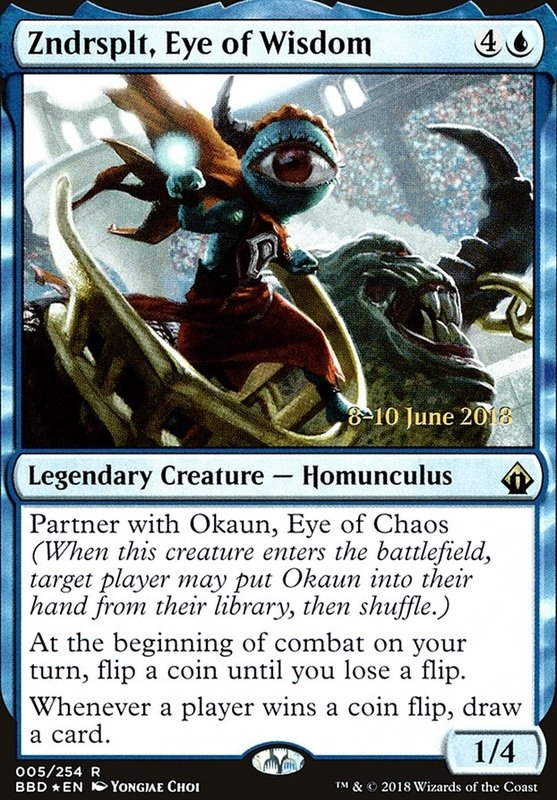 Zndrsplt, Eye of Wisdom 4
8-10 June 2018
Legendary Creature — Homunculus
Partner with Okaun, Eye of Chaos
(When this creature enters the battlefield,
target player may put Okaun into their
hand from their library, then shuffle.)
At the beginning of combat on your
turn, flip a coin until you lose a flip.
Whenever a player wins a coin flip, draw
a card.
1/4
005/254 R
BBD ★ EN Yongjae Choi
™ & © 2018 Wizards of the Coast